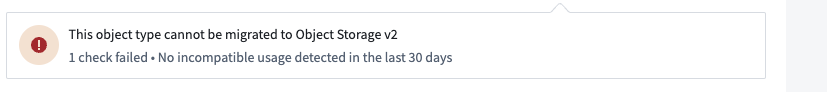 This object type cannot be migrated to Object Storage v2
1 check failed • No incompatible usage detected in the last 30 days